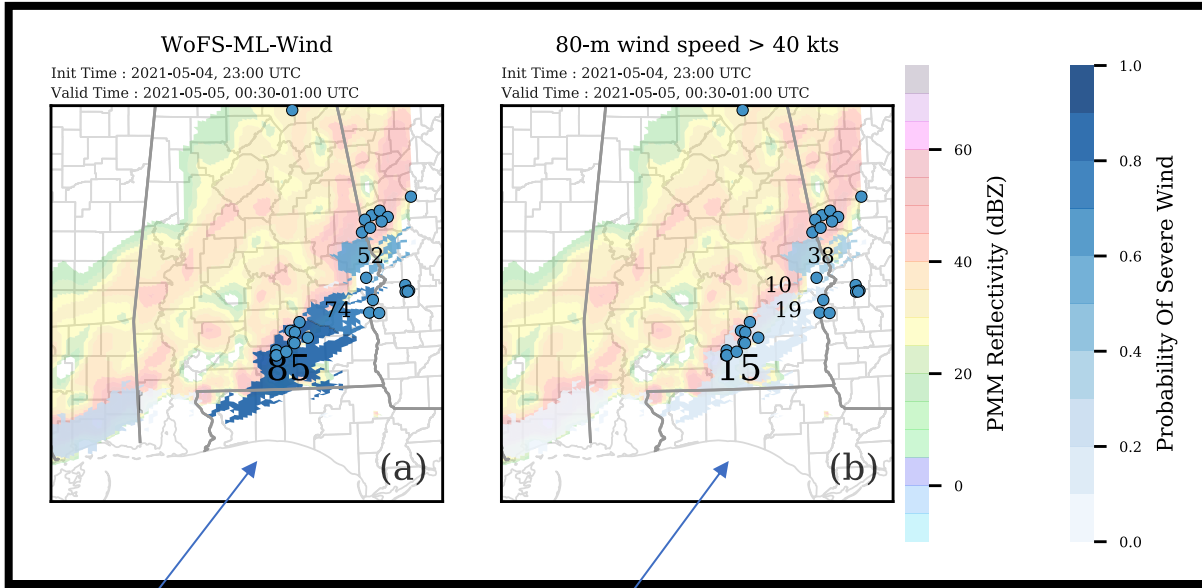 WoFS-ML-Wind
Init Time : 2021-05-04, 23:00 UTC
Valid Time : 2021-05-05, 00:30-01:00 UTC
52
74
85
(a)
80-m wind speed > 40 kts
Init Time : 2021-05-04, 23:00 UTC
Valid Time : 2021-05-05, 00:30-01:00 UTC
38
10
19
15
(b)
60
40
20
0
PMM Reflectivity (dBZ)
1.0
0.8
0.6
0.4
0.2
0.0
Probability Of Severe Wind